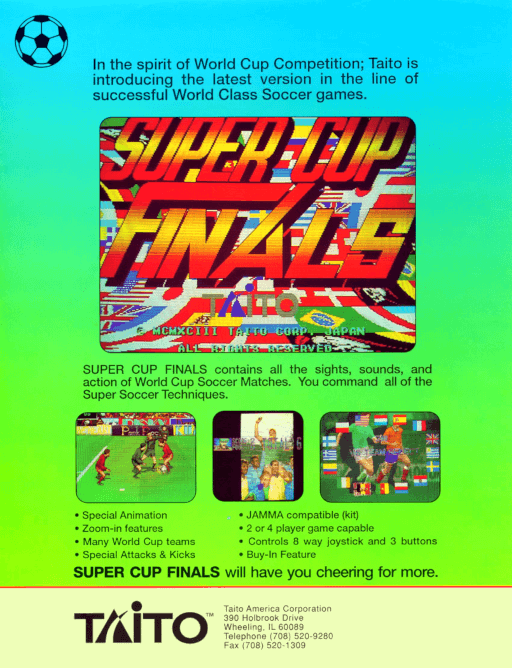 In the spirit of World Cup Competition; Taito is
introducing the latest version in the line of
successful World Class Soccer games.
SUPER CUP
FINALS
TAITO
© MCMXCIII TAITO CORP. JAPAN
ALL RIGHTS RESERVED
SUPER CUP FINALS contains all the sights, sounds, and
action of World Cup Soccer Matches. You command all of the
Super Soccer Techniques.
• Special Animation
• Zoom-in features
• Many World Cup teams
• Special Attacks & Kicks
• JAMMA compatible (kit)
• 2 or 4 player game capable
• Controls 8 way joystick and 3 buttons
• Buy-In Feature
SUPER CUP FINALS will have you cheering for more.
TAITO™
Taito America Corporation
390 Holbrook Drive
Wheeling, IL 60089
Telephone (708) 520-9280
Fax (708) 520-1309